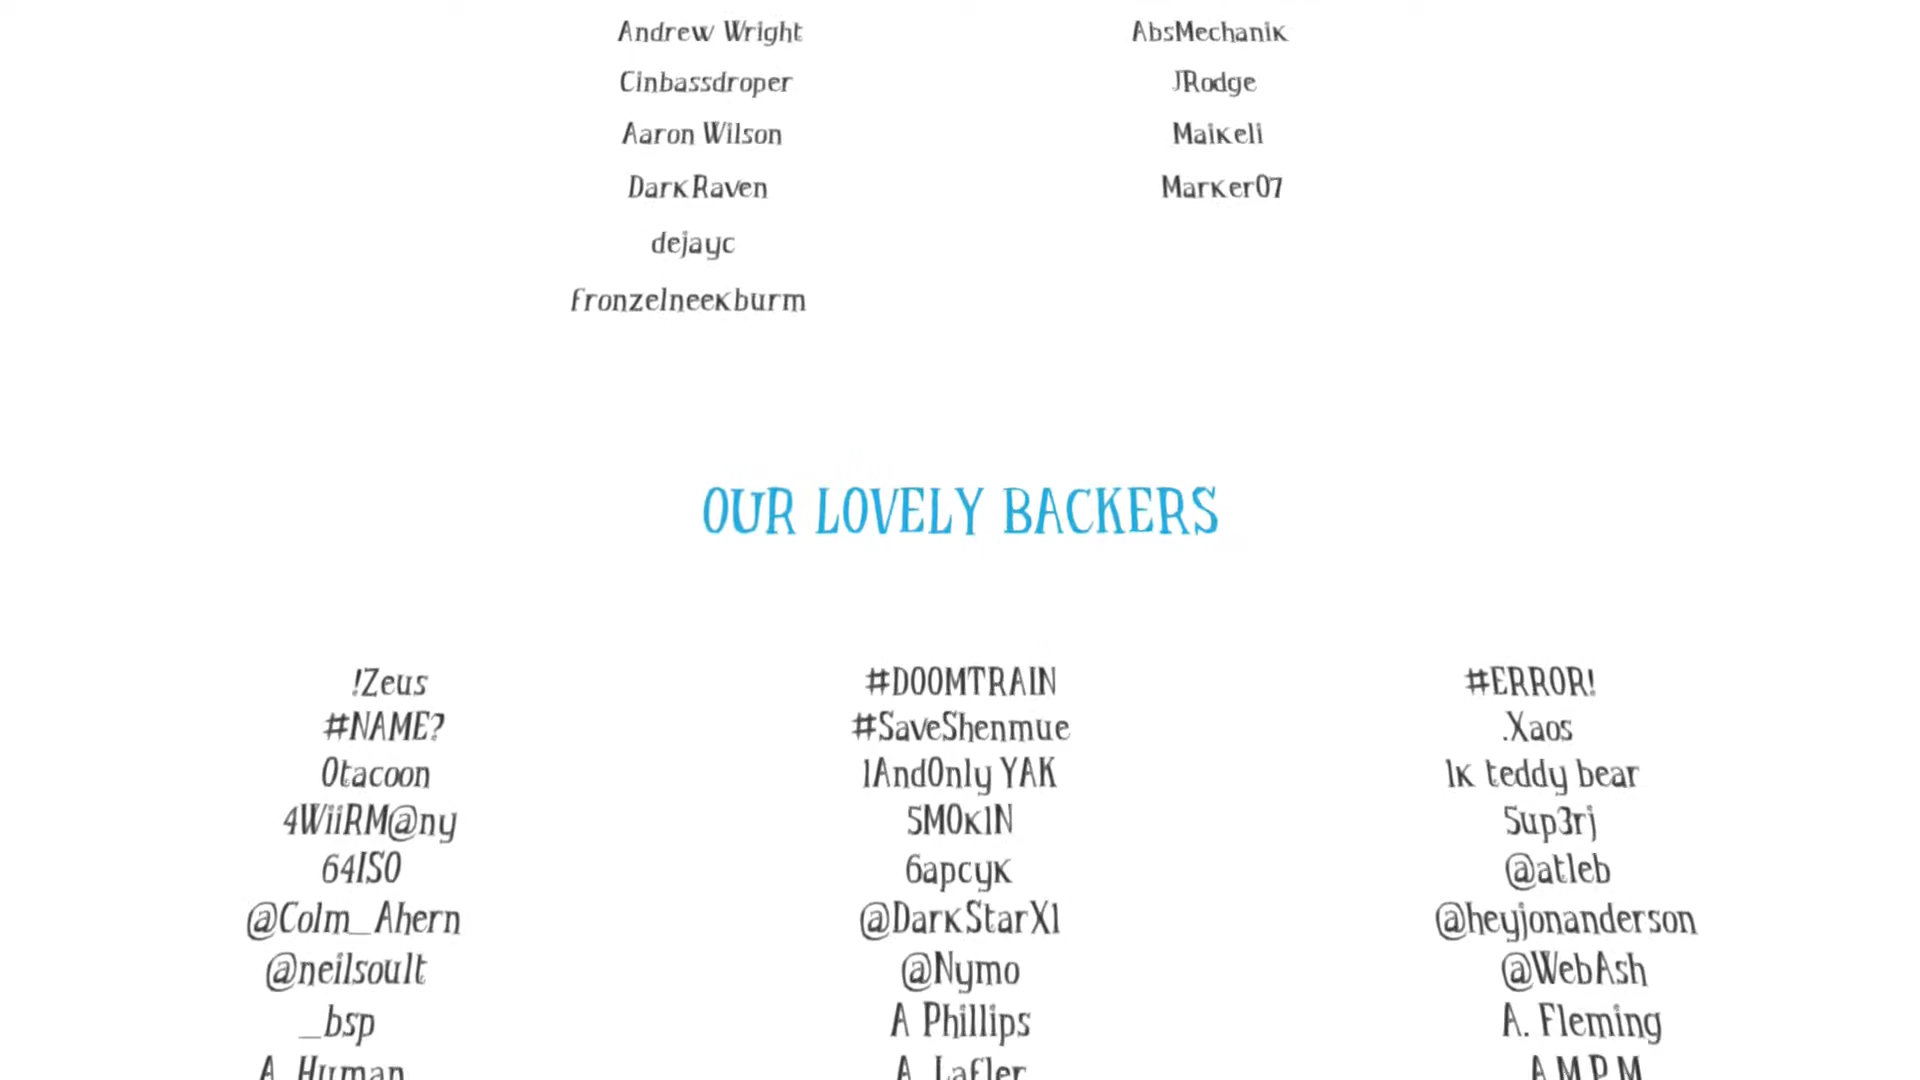 Andrew Wright AbsMechanik
Cinbassdroper JRodge
Aaron Wilson Maikeli
DarkRaven Marker07
dejayc
fronzelneekburm
OUR LOVELY BACKERS
!Zeus #DOOMTRAIN #ERROR!
#NAME? #SaveShenmue .Xaos
0tacoon 1AndOnly YAK 1k teddy bear
4WiiRM@ny 5M0k1N 5up3rj
64ISO 6apcyk @atleb
@Colm_Ahern @DarkStarX1 @heyjonanderson
@neilsoult @Nymo @WebAsh
_bsp A Phillips A. Fleming
A. Human A. Lafler A.M.P.M.